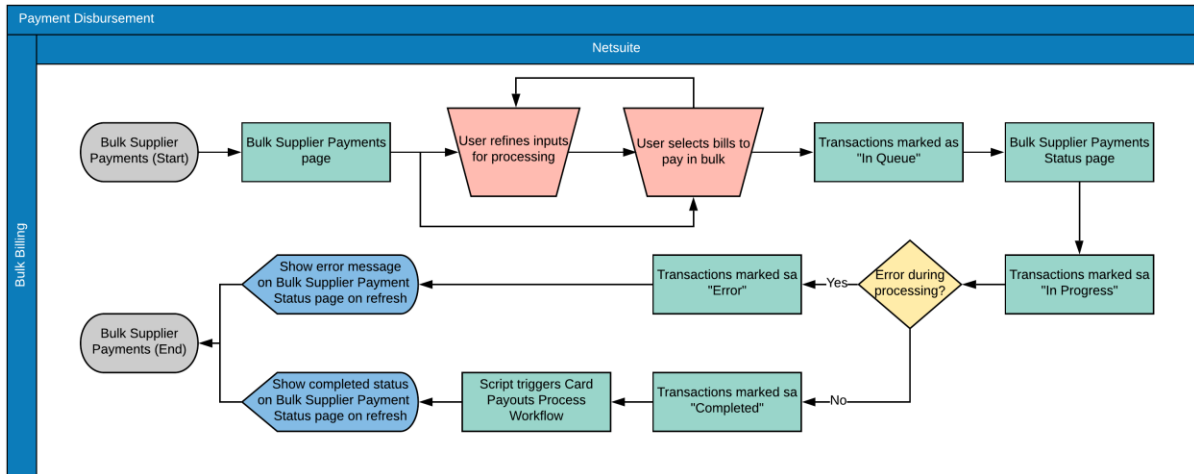 Payment Disbursement
Netsuite
Bulk Billing
Bulk Supplier
Payments (Start)
Bulk Supplier Payments
page
User refines inputs
for processing
User selects bills to
pay in bulk
Transactions marked as
"In Queue"
Bulk Supplier Payments
Status page
Show error message
on Bulk Supplier Payment
Status page on refresh
Transactions marked sa
"Error"
Yes
Error during
processing?
Transactions marked sa
"In Progress"
Bulk Supplier
Payments (End)
Show completed status
on Bulk Supplier Payment
Status page on refresh
Script triggers Card
Payouts Process
Workflow
Transactions marked sa
"Completed"
No